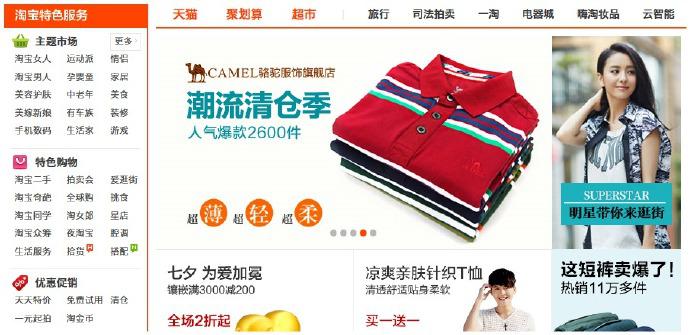 淘宝特色服务
天猫 聚划算 超市 旅行 司法拍卖 一淘 电器城 嗨淘妆品 云智能
主题市场 更多
淘宝女人 运动派 情侣
淘宝男人 孕婴童 家居
美容护肤 中老年 美食
美嫁新娘 有车族 装修
手机数码 生活家 游戏
特色购物
淘宝二手 拍卖会 爱逛街
淘宝奇葩 全球购 挑食
淘宝同学 淘女郎 星店
淘宝众筹 夜淘宝 腔调
生活服务 拾货 搭配
优惠促销
天天特价 免费试用 清仓
一元起拍 淘金币
CAMEL骆驼服饰旗舰店
潮流清仓季
人气爆款2600件
超薄 超轻 超柔
SUPERSTAR
明星带你来逛街
七夕 为爱加冕
镶嵌满3000减200
全场2折起
凉爽亲肤针织T恤
清透舒适贴身柔软
买一送一
这短裤卖爆了!
热销11万多件